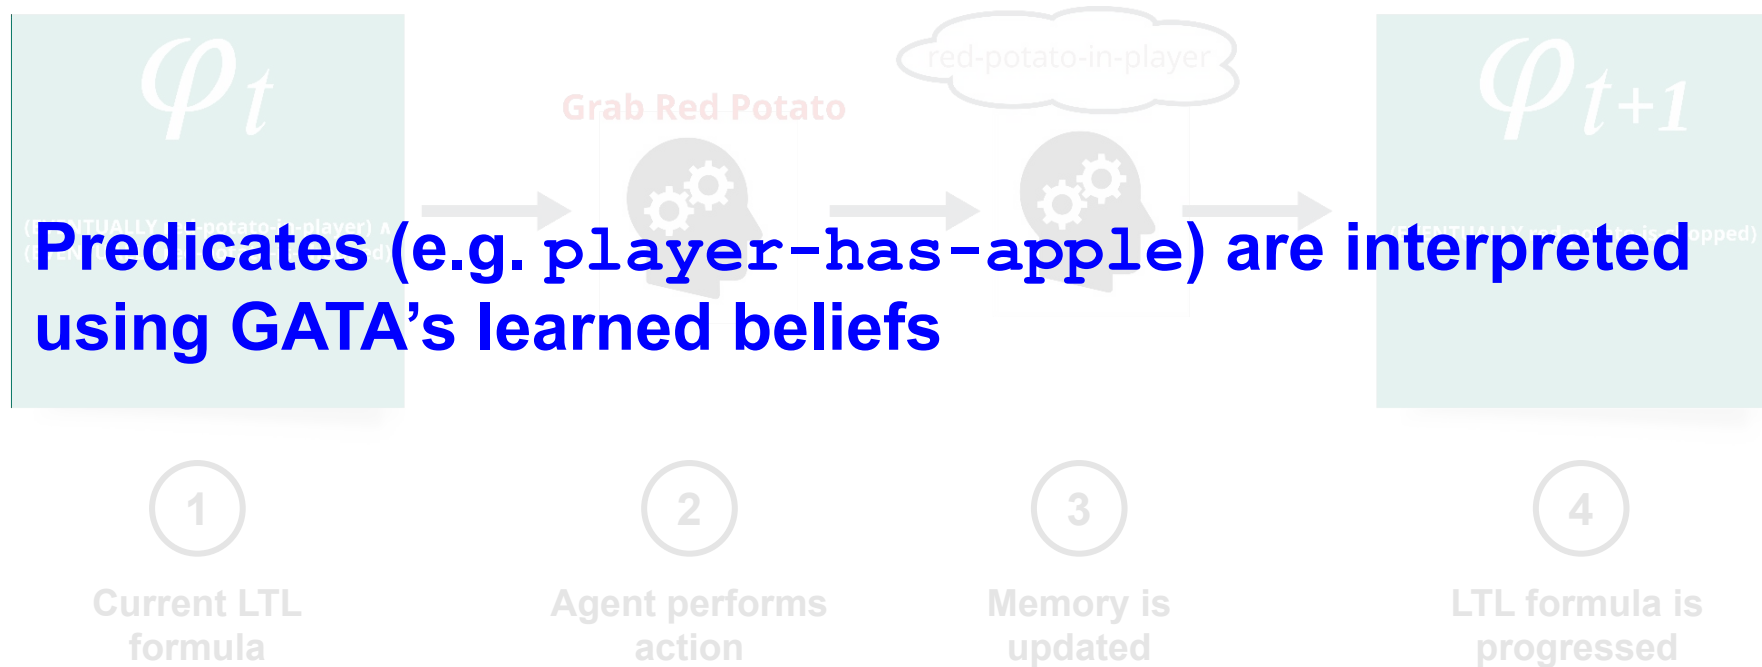 φt
Grab Red Potato
red-potato-in-player
φt+1
Predicates (e.g. player-has-apple) are interpreted
using GATA’s learned beliefs
1
2
3
4
Current LTL
formula
Agent performs
action
Memory is
updated
LTL formula is
progressed